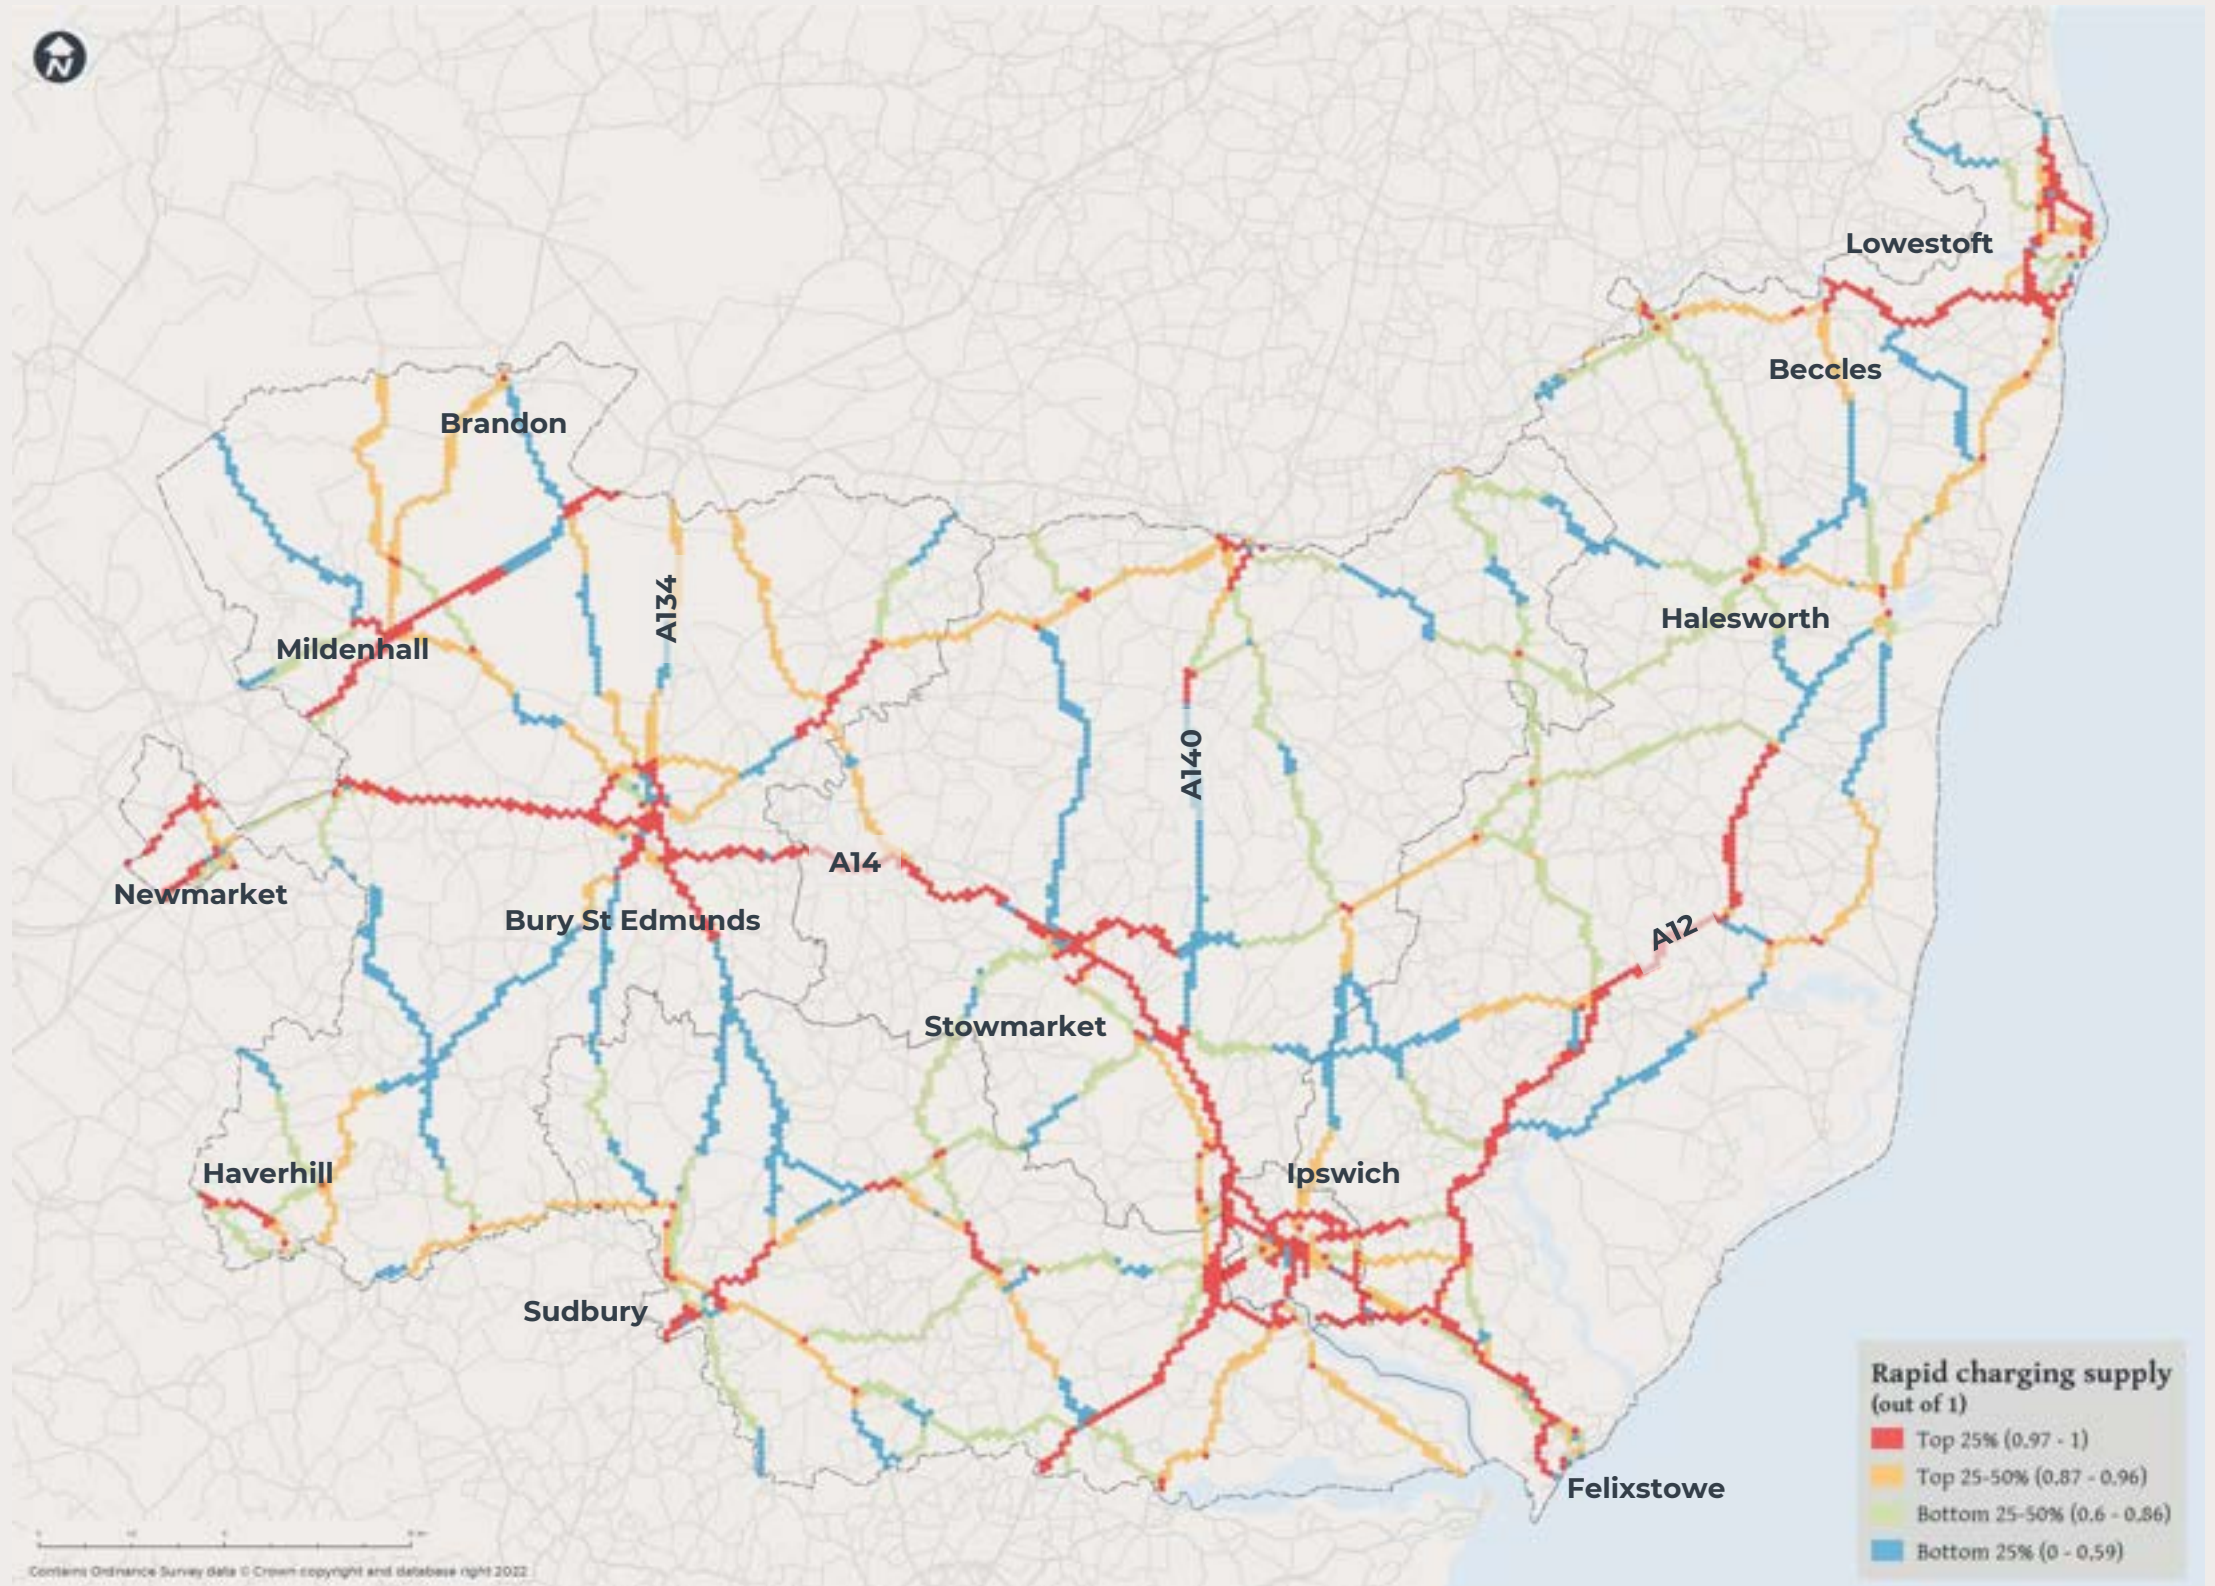 N
Lowestoft
Beccles
Brandon
A134
Halesworth
Mildenhall
A140
A14
Newmarket
Bury St Edmunds
A12
Stowmarket
Haverhill
Ipswich
Sudbury
Felixstowe
Rapid charging supply
(out of 1)
Top 25% (0.97 - 1)
Top 25-50% (0.87 - 0.96)
Bottom 25-50% (0.6 - 0.86)
Bottom 25% (0 - 0.59)
Contains Ordnance Survey data © Crown copyright and database right 2022